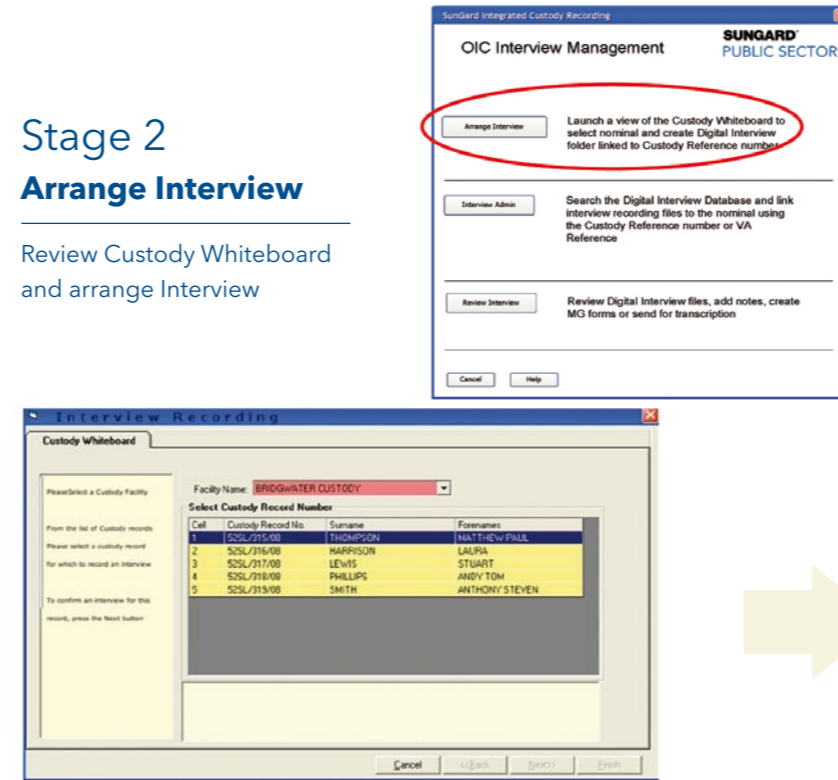 SunGard Integrated Custody Recording
OIC Interview Management
SUNGARD
PUBLIC SECTOR
Stage 2
Arrange Interview
Review Custody Whiteboard
and arrange Interview
Arrange Interview
Launch a view of the Custody Whiteboard to
select nominal and create Digital Interview
folder linked to Custody Reference number
Interview Admin
Search the Digital Interview Database and link
interview recording files to the nominal using
the Custody Reference number or VA
Reference
Review Interview
Review Digital Interview files, add notes, create
MG forms or send for transcription
Cancel
Help
Interview Recording
Custody Whiteboard
PleaseSelect a Custody Facility
From the list of Custody records
Please select a custody record
for which to record an interview
To confirm an interview for this
record, press the Next button
Facility Name: BRIDGWATER CUSTODY
Select Custody Record Number
Cell Custody Record No. Surname Forenames
1 52SL/315/08 THOMPSON MATTHEW PAUL
2 52SL/316/08 HARRISON LAURA
3 52SL/317/08 LEWIS STUART
4 52SL/318/08 PHILLIPS ANDY TOM
5 52SL/319/08 SMITH ANTHONY STEVEN
Cancel <<Back Next>> Finish